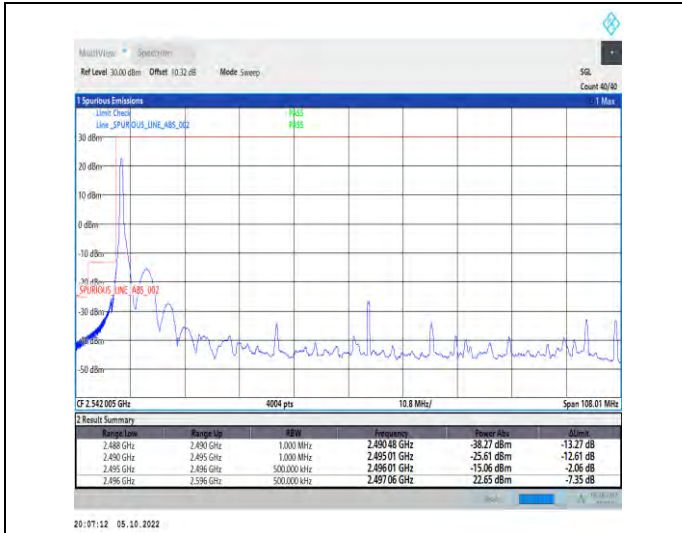 MultiView Spectrum
Ref Level 30.00 dBm Offset 10.32 dB Mode Sweep SGL
Count 40/40
1 Spurious Emissions 1 Max
Limit Check PASS
Line _SPURIOUS_LINE_ABS_002 PASS
30 dBm
20 dBm
10 dBm
0 dBm
-10 dBm
-20 dBm
_SPURIOUS_LINE_ABS_002
-30 dBm
-40 dBm
-50 dBm
CF 2.542 005 GHz 4004 pts 10.8 MHz/ Span 108.01 MHz
2 Result Summary
Range Low Range Up RBW Frequency Power Abs ΔLimit
2.488 GHz 2.490 GHz 1.000 MHz 2.490 48 GHz -38.27 dBm -13.27 dB
2.490 GHz 2.495 GHz 1.000 MHz 2.495 01 GHz -25.61 dBm -12.61 dB
2.495 GHz 2.496 GHz 500.000 kHz 2.496 01 GHz -15.06 dBm -2.06 dB
2.496 GHz 2.596 GHz 500.000 kHz 2.497 06 GHz 22.65 dBm -7.35 dB
20:07:12 05.10.2022